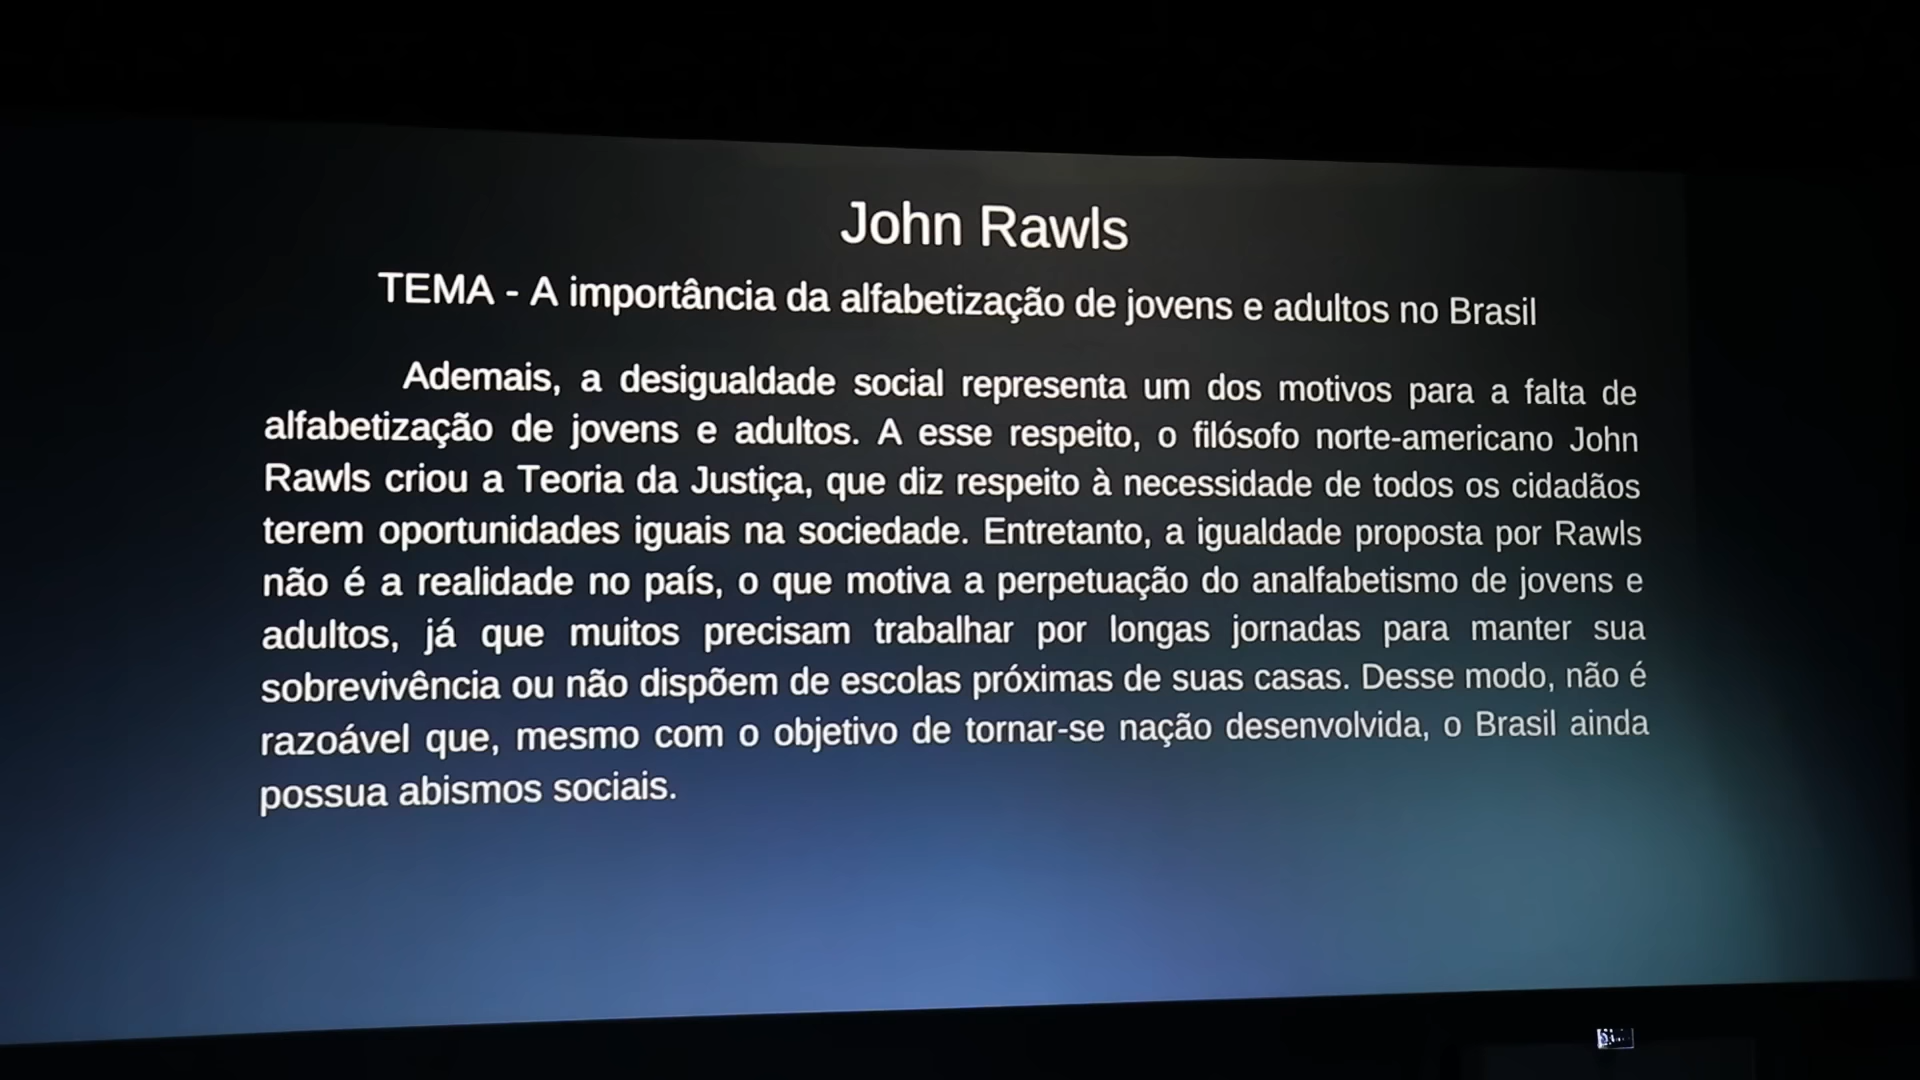 John Rawls
TEMA - A importância da alfabetização de jovens e adultos no Brasil
Ademais, a desigualdade social representa um dos motivos para a falta de
alfabetização de jovens e adultos. A esse respeito, o filósofo norte-americano John
Rawls criou a Teoria da Justiça, que diz respeito à necessidade de todos os cidadãos
terem oportunidades iguais na sociedade. Entretanto, a igualdade proposta por Rawls
não é a realidade no país, o que motiva a perpetuação do analfabetismo de jovens e
adultos, já que muitos precisam trabalhar por longas jornadas para manter sua
sobrevivência ou não dispõem de escolas próximas de suas casas. Desse modo, não é
razoável que, mesmo com o objetivo de tornar-se nação desenvolvida, o Brasil ainda
possua abismos sociais.